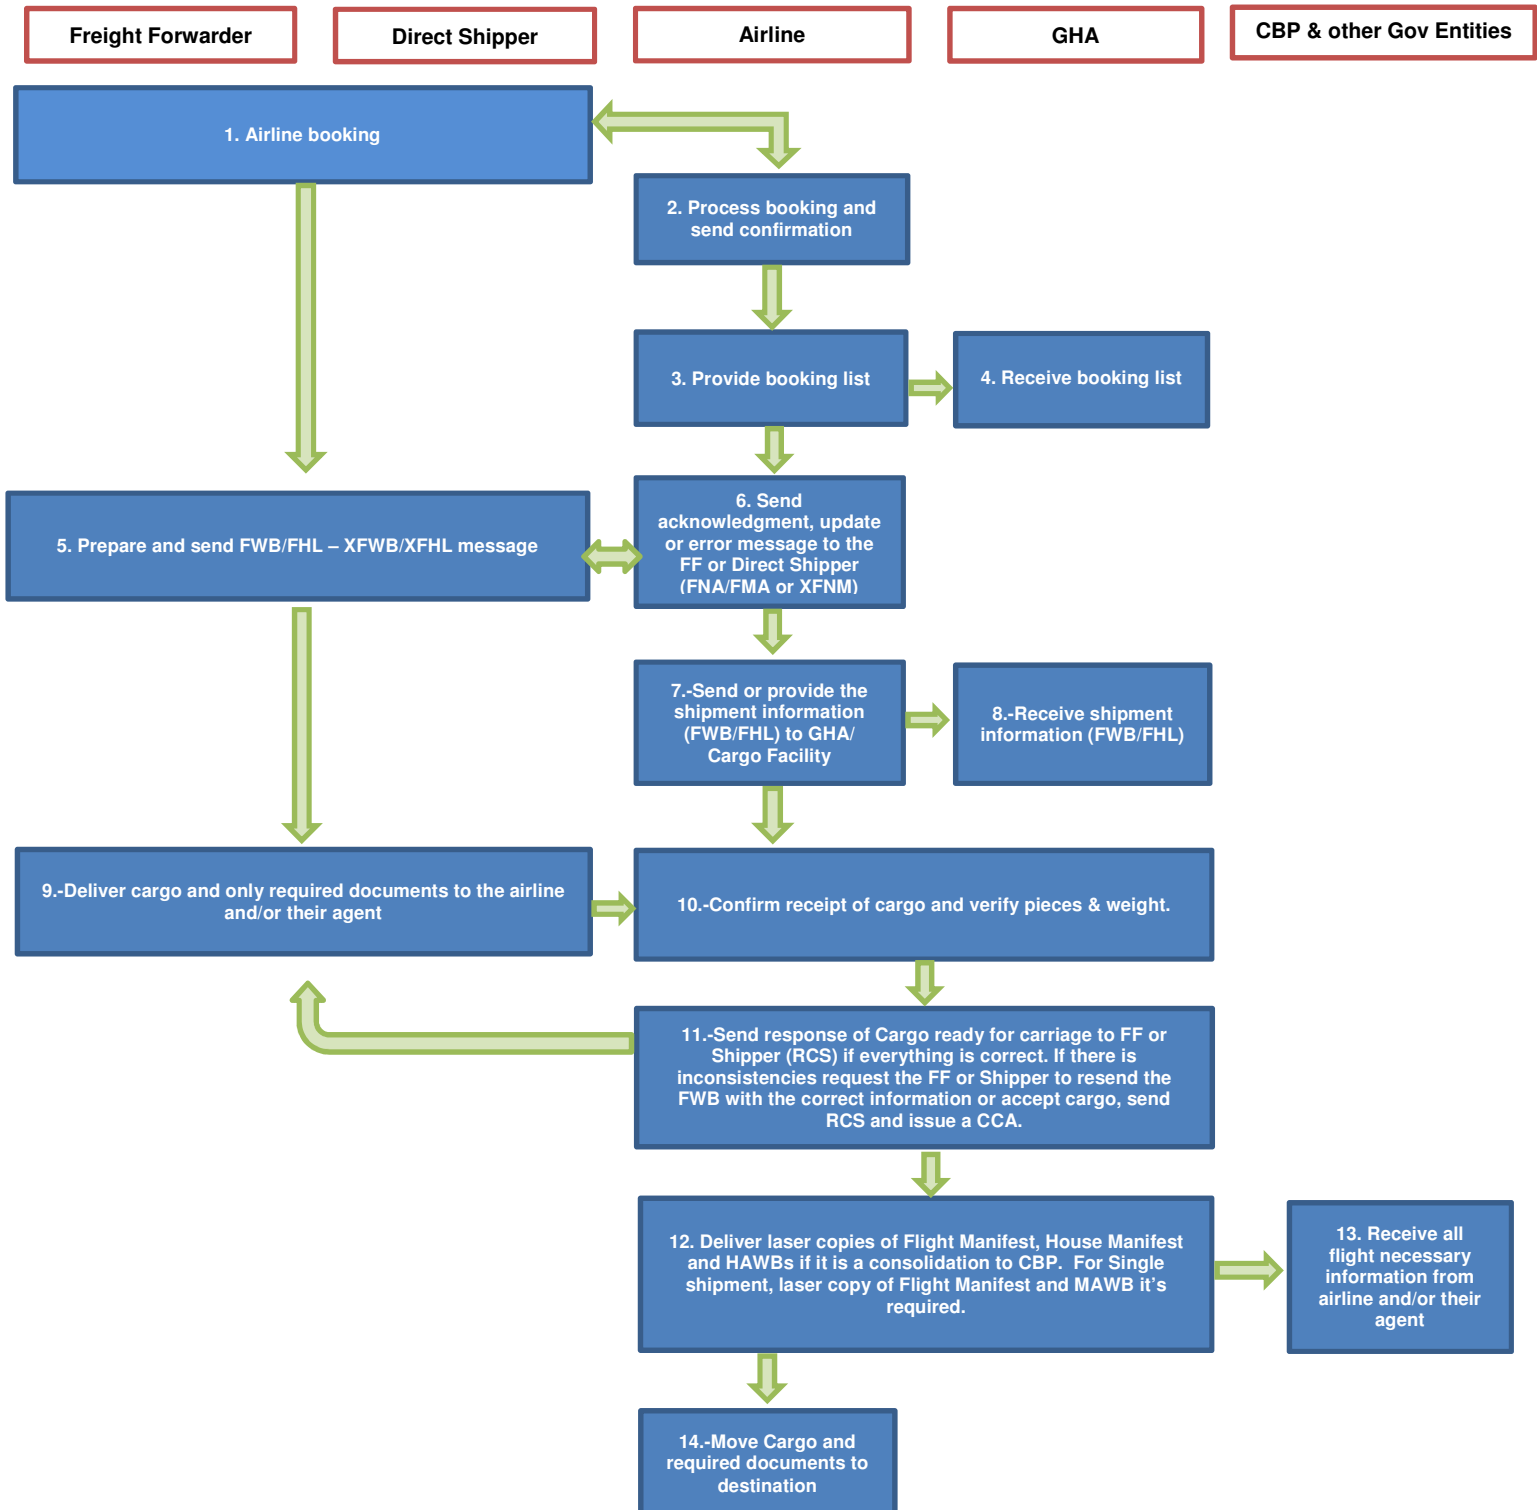 Freight Forwarder
Direct Shipper
Airline
GHA
CBP & other Gov Entities
1. Airline booking
2. Process booking and
send confirmation
3. Provide booking list
4. Receive booking list
5. Prepare and send FWB/FHL – XFWB/XFHL message
6. Send
acknowledgment, update
or error message to the
FF or Direct Shipper
(FNA/FMA or XFNM)
7.-Send or provide the
shipment information
(FWB/FHL) to GHA/
Cargo Facility
8.-Receive shipment
information (FWB/FHL)
9.-Deliver cargo and only required documents to the airline
and/or their agent
10.-Confirm receipt of cargo and verify pieces & weight.
11.-Send response of Cargo ready for carriage to FF or
Shipper (RCS) if everything is correct. If there is
inconsistencies request the FF or Shipper to resend the
FWB with the correct information or accept cargo, send
RCS and issue a CCA.
12. Deliver laser copies of Flight Manifest, House Manifest
and HAWBs if it is a consolidation to CBP.  For Single
shipment, laser copy of Flight Manifest and MAWB it’s
required.
13. Receive all
flight necessary
information from
airline and/or their
agent
14.-Move Cargo and
required documents to
destination